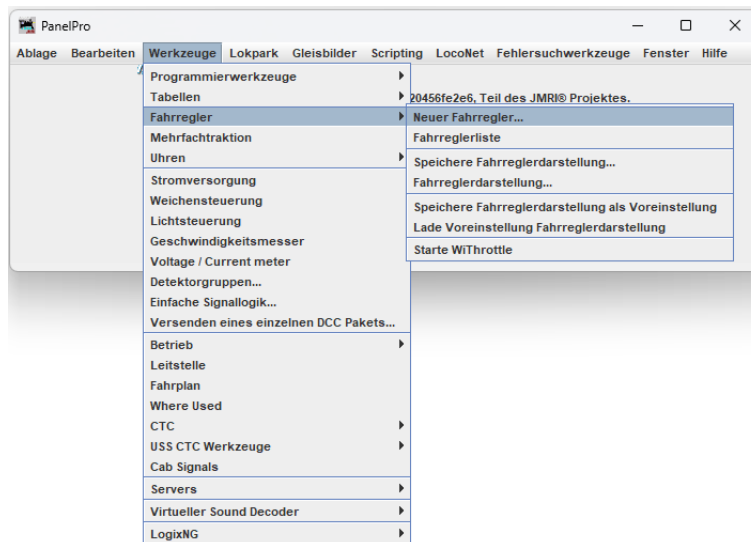 PanelPro
Ablage Bearbeiten Werkzeuge Lokpark Gleisbilder Scripting LocoNet Fehlersuchwerkzeuge Fenster Hilfe
20456fe2e6, Teil des JMRI® Projektes.
Programmierwerkzeuge
Tabellen
Fahrregler
Mehrfachtraktion
Uhren
Stromversorgung
Weichensteuerung
Lichtsteuerung
Geschwindigkeitsmesser
Voltage / Current meter
Detektorgruppen...
Einfache Signallogik...
Versenden eines einzelnen DCC Pakets...
Betrieb
Leitstelle
Fahrplan
Where Used
CTC
USS CTC Werkzeuge
Cab Signals
Servers
Virtueller Sound Decoder
LogixNG
Neuer Fahrregler...
Fahrreglerliste
Speichere Fahrreglerdarstellung...
Fahrreglerdarstellung...
Speichere Fahrreglerdarstellung als Voreinstellung
Lade Voreinstellung Fahrreglerdarstellung
Starte WiThrottle